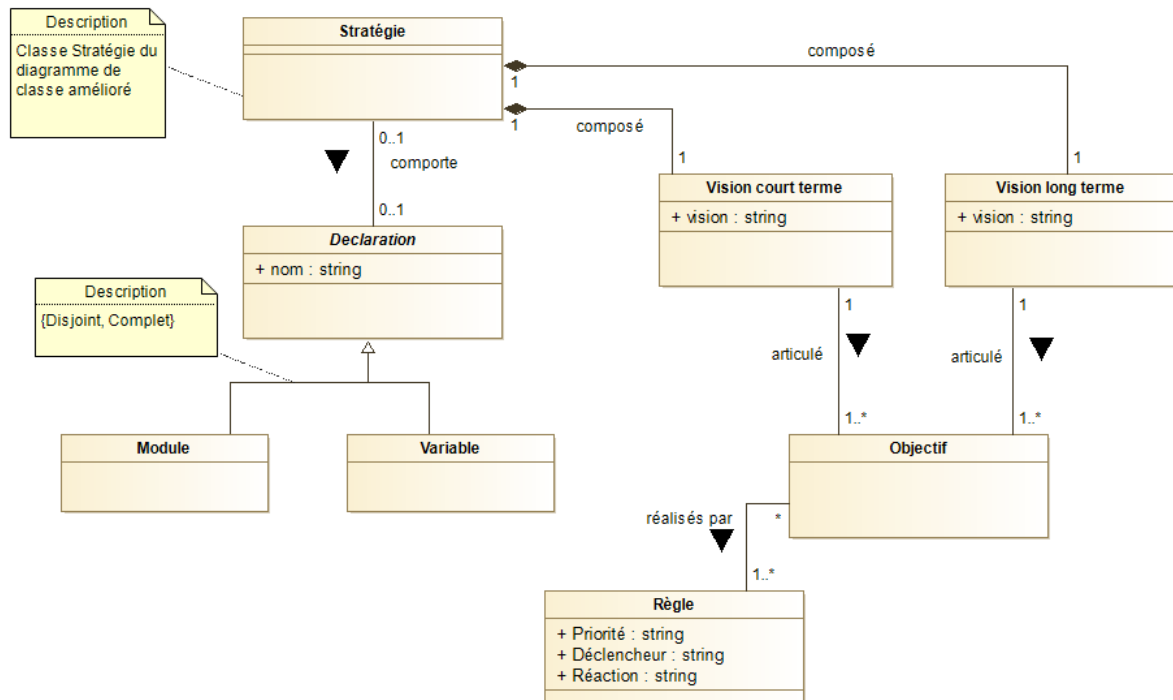 Description
Classe Stratégie du
diagramme de
classe amélioré
Stratégie
composé
1
1
composé
0..1
comporte
0..1
1
1
Vision court terme
+ vision : string
Vision long terme
+ vision : string
Declaration
+ nom : string
Description
{Disjoint, Complet}
1
1
articulé
articulé
1..*
1..*
Module
Variable
Objectif
réalisés par
*
1..*
Règle
+ Priorité : string
+ Déclencheur : string
+ Réaction : string